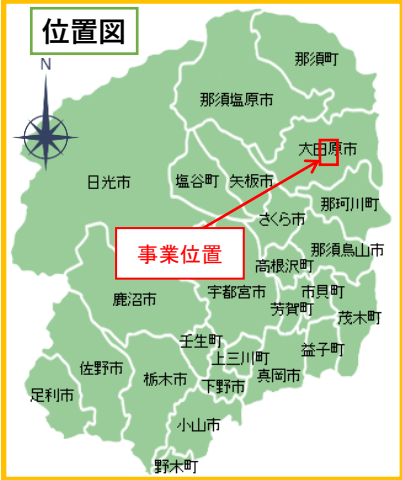 位置図
N
那須町
那須塩原市
大田原市
日光市
塩谷町
矢板市
那珂川町
さくら市
事業位置
那須烏山市
高根沢町
鹿沼市
宇都宮市
市貝町
芳賀町
茂木町
壬生町
上三川町
益子町
佐野市
栃木市
下野市
真岡市
足利市
小山市
野木町